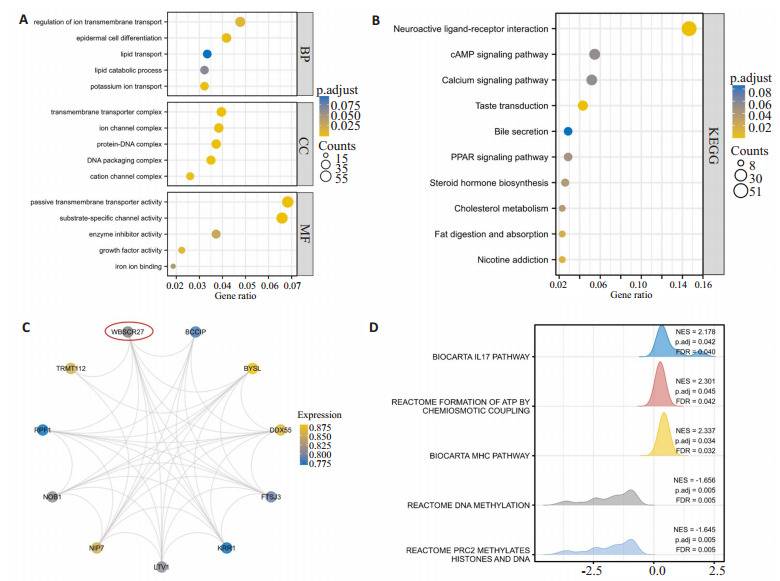 A
regulation of ion transmembrane transport
epidermal cell differentiation
lipid transport
lipid catabolic process
potassium ion transport
BP
transmembrane transporter complex
ion channel complex
protein-DNA complex
DNA packaging complex
cation channel complex
CC
passive transmembrane transporter activity
substrate-specific channel activity
enzyme inhibitor activity
growth factor activity
iron ion binding
MF
0.02 0.03 0.04 0.05 0.06 0.07
Gene ratio
p.adjust
0.075
0.050
0.025
Counts
15
35
55
B
Neuroactive ligand-receptor interaction
cAMP signaling pathway
Calcium signaling pathway
Taste transduction
Bile secretion
PPAR signaling pathway
Steroid hormone biosynthesis
Cholesterol metabolism
Fat digestion and absorption
Nicotine addiction
KEGG
0.02 0.06 0.10 0.14 0.16
Gene ratio
p.adjust
0.08
0.06
0.04
0.02
Counts
8
30
51
C
WBSCR27
BCCIP
TRMT112
BYSL
RPF1
DDX55
NOB1
FTSJ3
NIP7
KRR1
LTV1
Expression
0.875
0.850
0.825
0.800
0.775
D
BIOCARTA IL17 PATHWAY
NES = 2.178
p.adj = 0.042
FDR = 0.040
REACTOME FORMATION OF ATP BY
CHEMIOSMOTIC COUPLING
NES = 2.301
p.adj = 0.045
FDR = 0.042
BIOCARTA MHC PATHWAY
NES = 2.337
p.adj = 0.034
FDR = 0.032
REACTOME DNA METHYLATION
NES = -1.656
p.adj = 0.005
FDR = 0.005
REACTOME PRC2 METHYLATES
HISTONES AND DNA
NES = -1.645
p.adj = 0.005
FDR = 0.005
-2.5 0.0 2.5